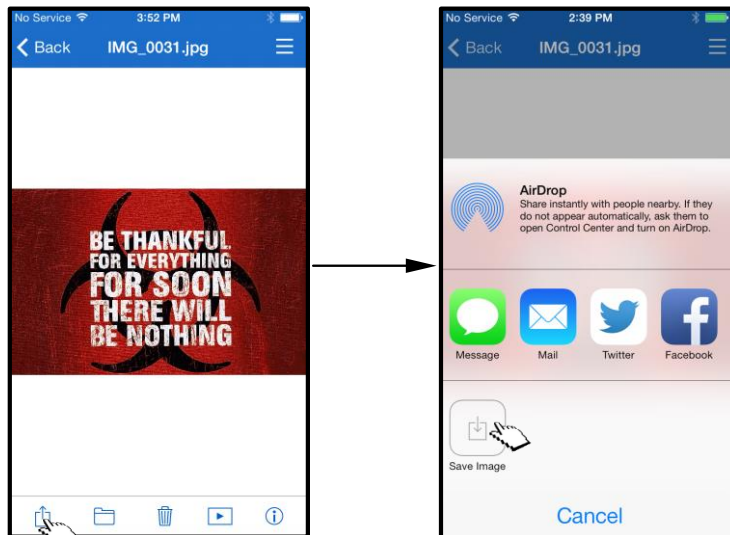 No Service 3:52 PM
Back IMG_0031.jpg
BE THANKFUL
FOR EVERYTHING
FOR SOON
THERE WILL
BE NOTHING
No Service 2:39 PM
Back IMG_0031.jpg
AirDrop
Share instantly with people nearby. If they
do not appear automatically, ask them to
open Control Center and turn on AirDrop.
Message Mail Twitter Facebook
Save Image
Cancel